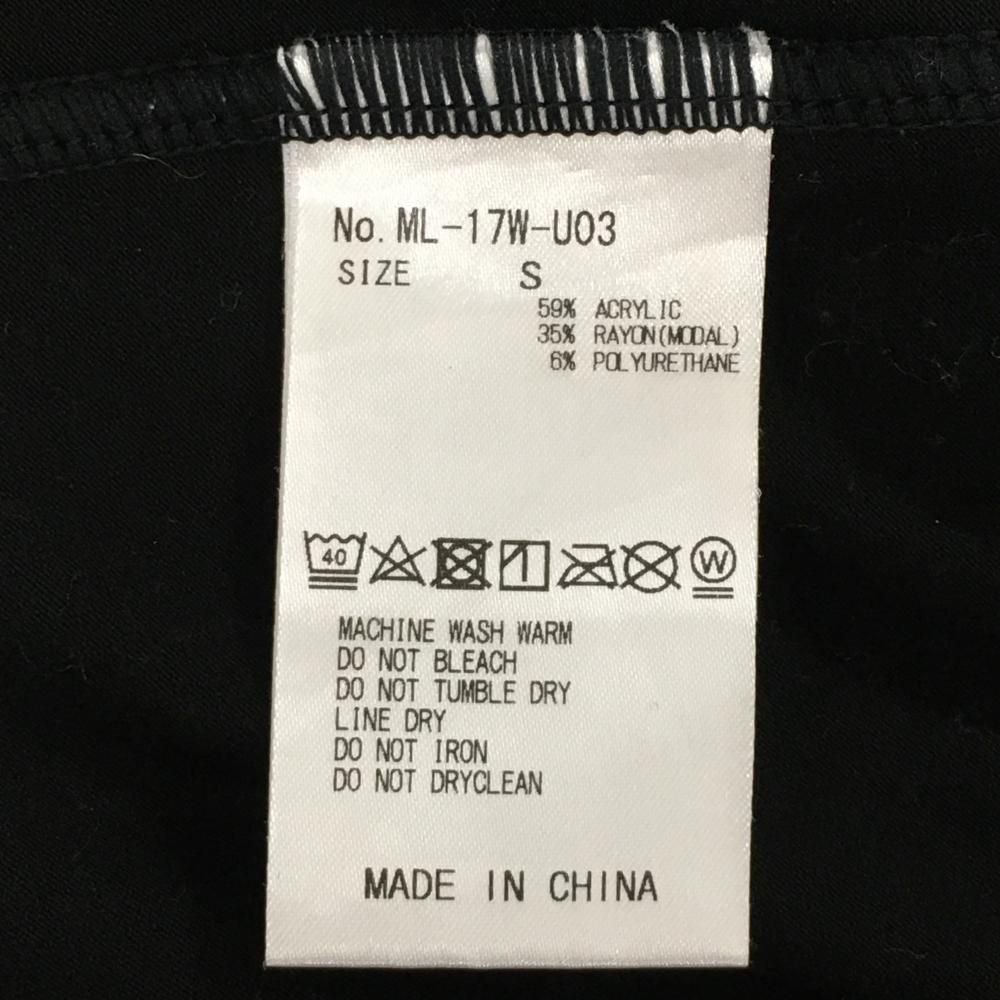 No. ML-17W-U03
SIZE S
59% ACRYLIC
35% RAYON(MODAL)
6% POLYURETHANE
40 W
MACHINE WASH WARM
DO NOT BLEACH
DO NOT TUMBLE DRY
LINE DRY
DO NOT IRON
DO NOT DRYCLEAN
MADE IN CHINA